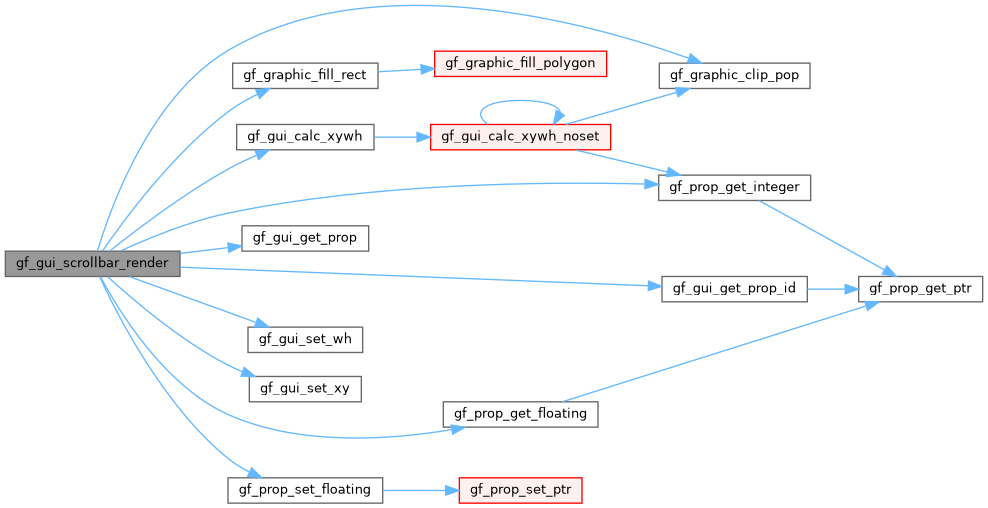 gf_graphic_fill_polygon
gf_graphic_fill_rect
gf_graphic_clip_pop
gf_gui_calc_xywh
gf_gui_calc_xywh_noset
gf_prop_get_integer
gf_gui_get_prop
gf_gui_scrollbar_render
gf_gui_get_prop_id
gf_prop_get_ptr
gf_gui_set_wh
gf_gui_set_xy
gf_prop_get_floating
gf_prop_set_floating
gf_prop_set_ptr